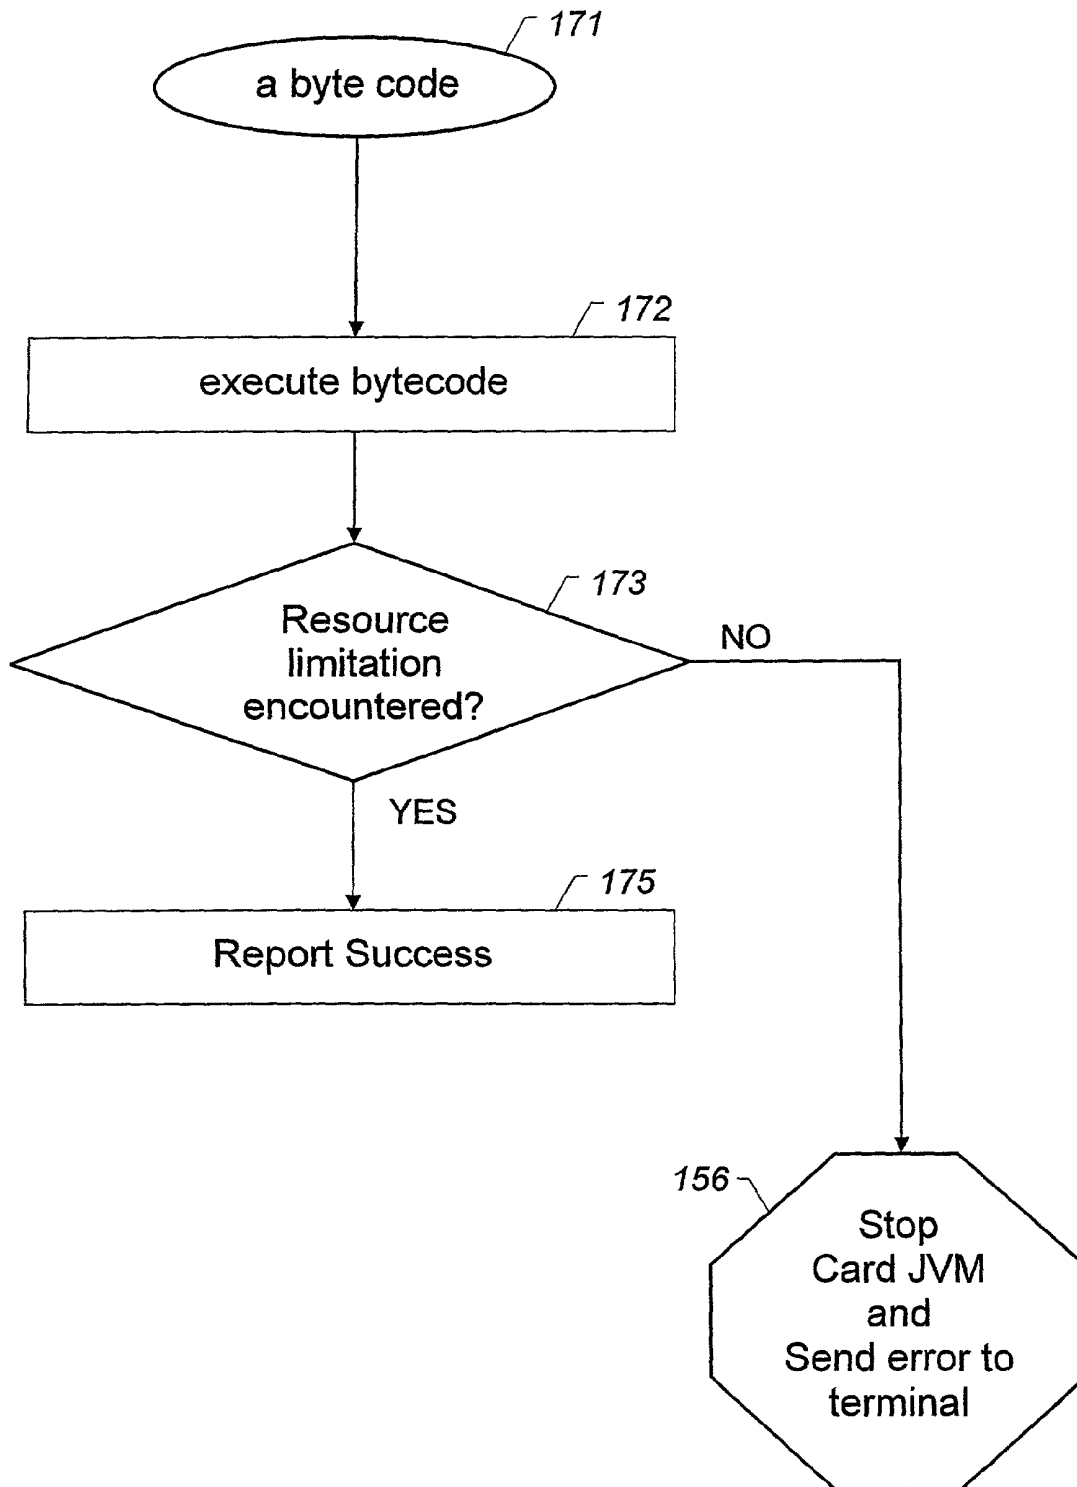 171
a byte code
172
execute bytecode
173
Resource
limitation
encountered?
NO
YES
175
Report Success
156
Stop
Card JVM
and
Send error to
terminal